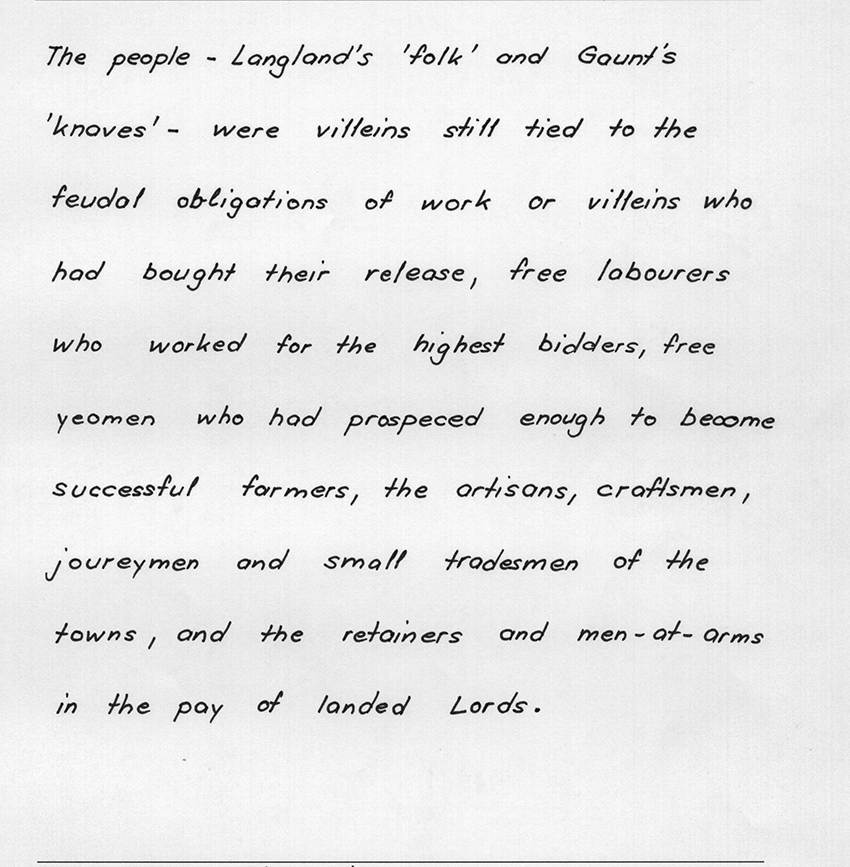 The people - Langland's 'folk' and Gaunt's
'knaves' - were villeins still tied to the
feudal obligations of work or villeins who
had bought their release, free labourers
who worked for the highest bidders, free
yeomen who had prospeced enough to become
successful farmers, the artisans, craftsmen,
joureymen and small tradesmen of the
towns, and the retainers and men-at-arms
in the pay of landed Lords.